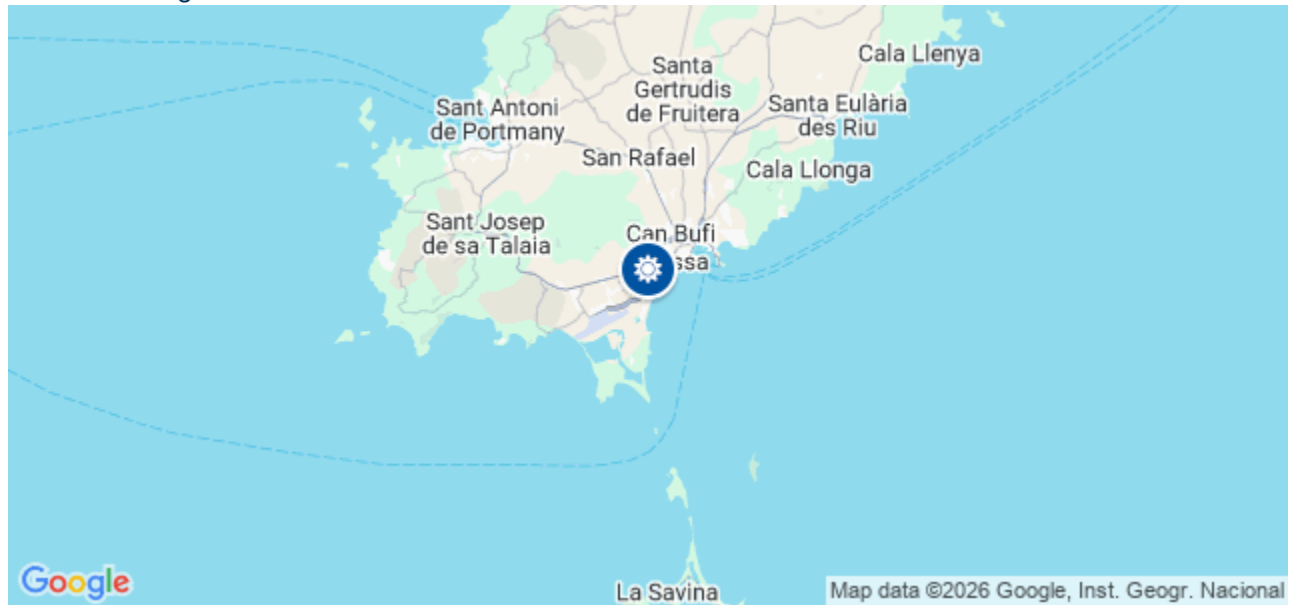 Cala Llenya
Santa
Gertrudis
de Fruitera
Sant Antoni
de Portmany
Santa Eulària
des Riu
San Rafael
Cala Llonga
Sant Josep
de sa Talaia
Can Bufi
ssa
La Savina
Google
Map data ©2026 Google, Inst. Geogr. Nacional